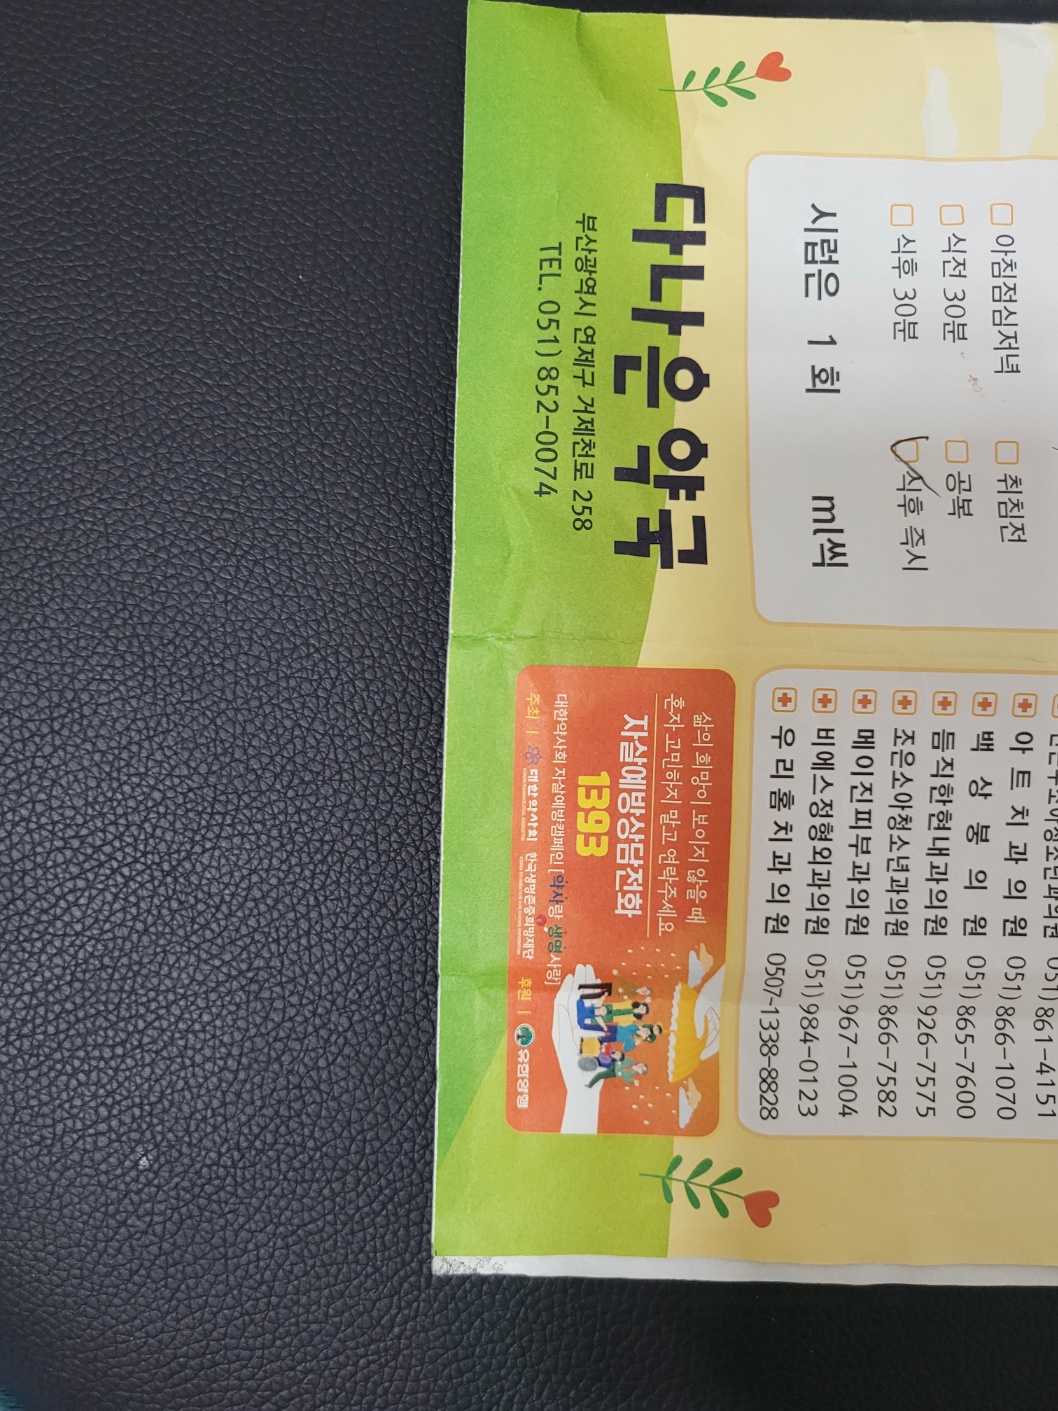 아침점심저녁 취침전
식전 30분 공복
식후 30분 식후 즉시
시럽은 1 회 ml씩
다나은약국
부산광역시 연제구 거제천로 258
TEL. 051)852-0074
051)861-4151
아트치과의원 051)866-1070
백상봉의원 051)865-7600
듬직한현내과의원 051)926-7575
조은소아청소년과의원 051)866-7582
메이진피부과의원 051)967-1004
비에스정형외과의원 051)984-0123
우리홈치과의원 0507-1338-8828
삶의 희망이 보이지 않을 때
혼자 고민하지 말고 연락주세요
자살예방상담전화
1393
대한약사회 자살예방캠페인 [약사랑 생명사랑]
주최 | 대한약사회 한국생명존중희망재단 후원 | 유한양행